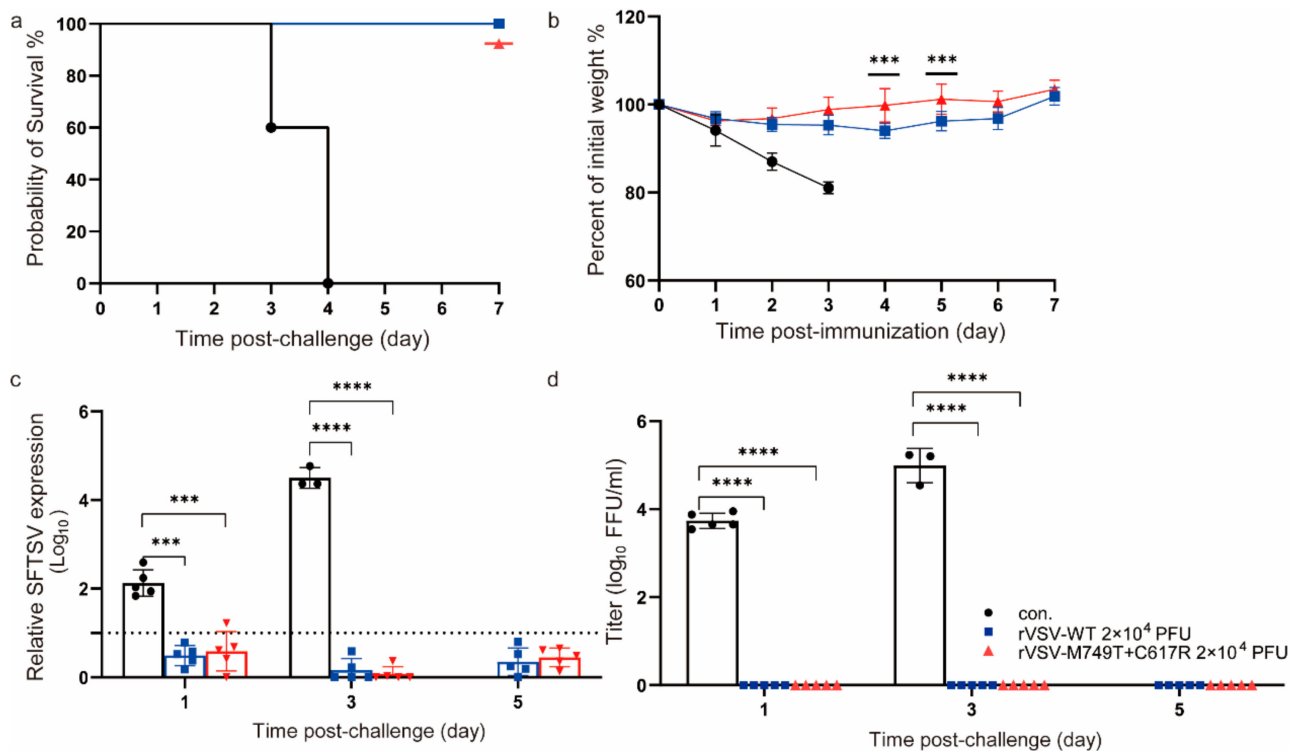 a
100
80
60
40
20
0
Probability of Survival %
0 1 2 3 4 5 6 7
Time post-challenge (day)
b
120
100
80
60
Percent of initial weight %
*** ***
0 1 2 3 4 5 6 7
Time post-immunization (day)
c
6
4
2
0
Relative SFTSV expression
(Log10)
****
****
***
***
1 3 5
Time post-challenge (day)
d
6
4
2
0
Titer (log10 FFU/ml)
****
****
****
****
con.
rVSV-WT 2×10⁴ PFU
rVSV-M749T+C617R 2×10⁴ PFU
1 3 5
Time post-challenge (day)